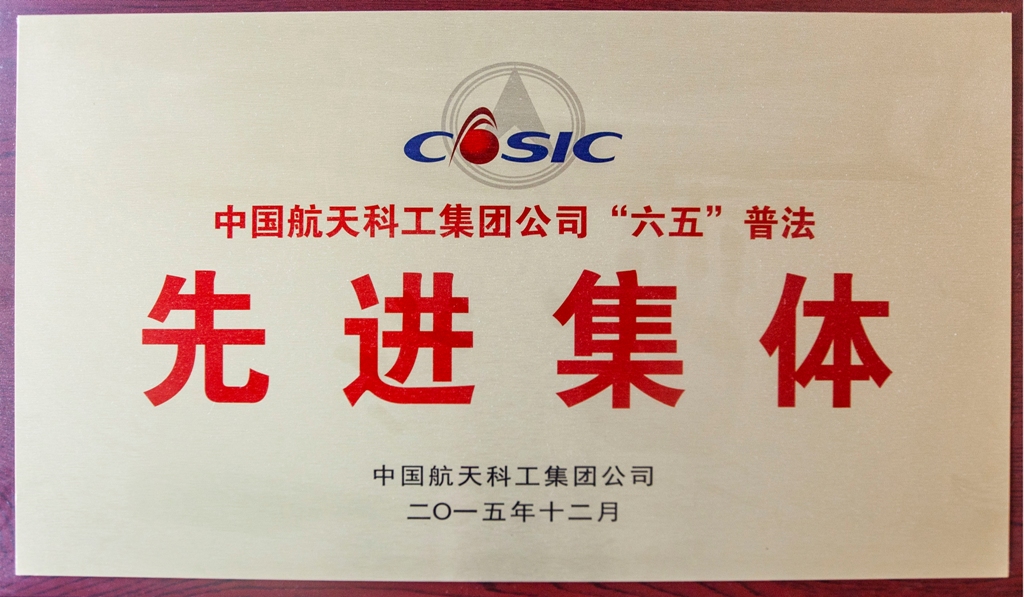 CASIC
中国航天科工集团公司“六五”普法
先进集体
中国航天科工集团公司
二〇一五年十二月